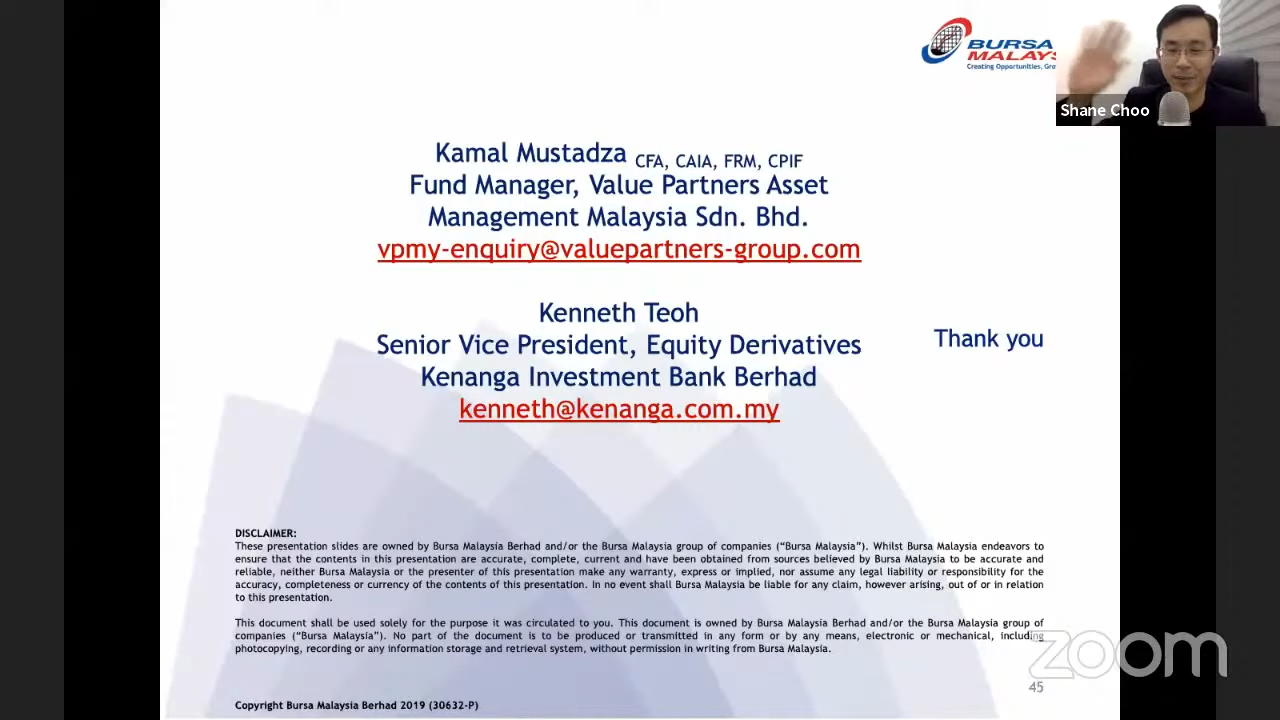 BURSA
MALAYS
Creating Opportunities, Gro
Shane Choo
Kamal Mustadza CFA, CAIA, FRM, CPIF
Fund Manager, Value Partners Asset
Management Malaysia Sdn. Bhd.
vpmy-enquiry@valuepartners-group.com
Kenneth Teoh
Senior Vice President, Equity Derivatives
Kenanga Investment Bank Berhad
kenneth@kenanga.com.my
Thank you
DISCLAIMER:
These presentation slides are owned by Bursa Malaysia Berhad and/or the Bursa Malaysia group of companies (“Bursa Malaysia”). Whilst Bursa Malaysia endeavors to
ensure that the contents in this presentation are accurate, complete, current and have been obtained from sources believed by Bursa Malaysia to be accurate and
reliable, neither Bursa Malaysia or the presenter of this presentation make any warranty, express or implied, nor assume any legal liability or responsibility for the
accuracy, completeness or currency of the contents of this presentation. In no event shall Bursa Malaysia be liable for any claim, however arising, out of or in relation
to this presentation.
This document shall be used solely for the purpose it was circulated to you. This document is owned by Bursa Malaysia Berhad and/or the Bursa Malaysia group of
companies (“Bursa Malaysia”). No part of the document is to be produced or transmitted in any form or by any means, electronic or mechanical, including
photocopying, recording or any information storage and retrieval system, without permission in writing from Bursa Malaysia.
zoom
45
Copyright Bursa Malaysia Berhad 2019 (30632-P)